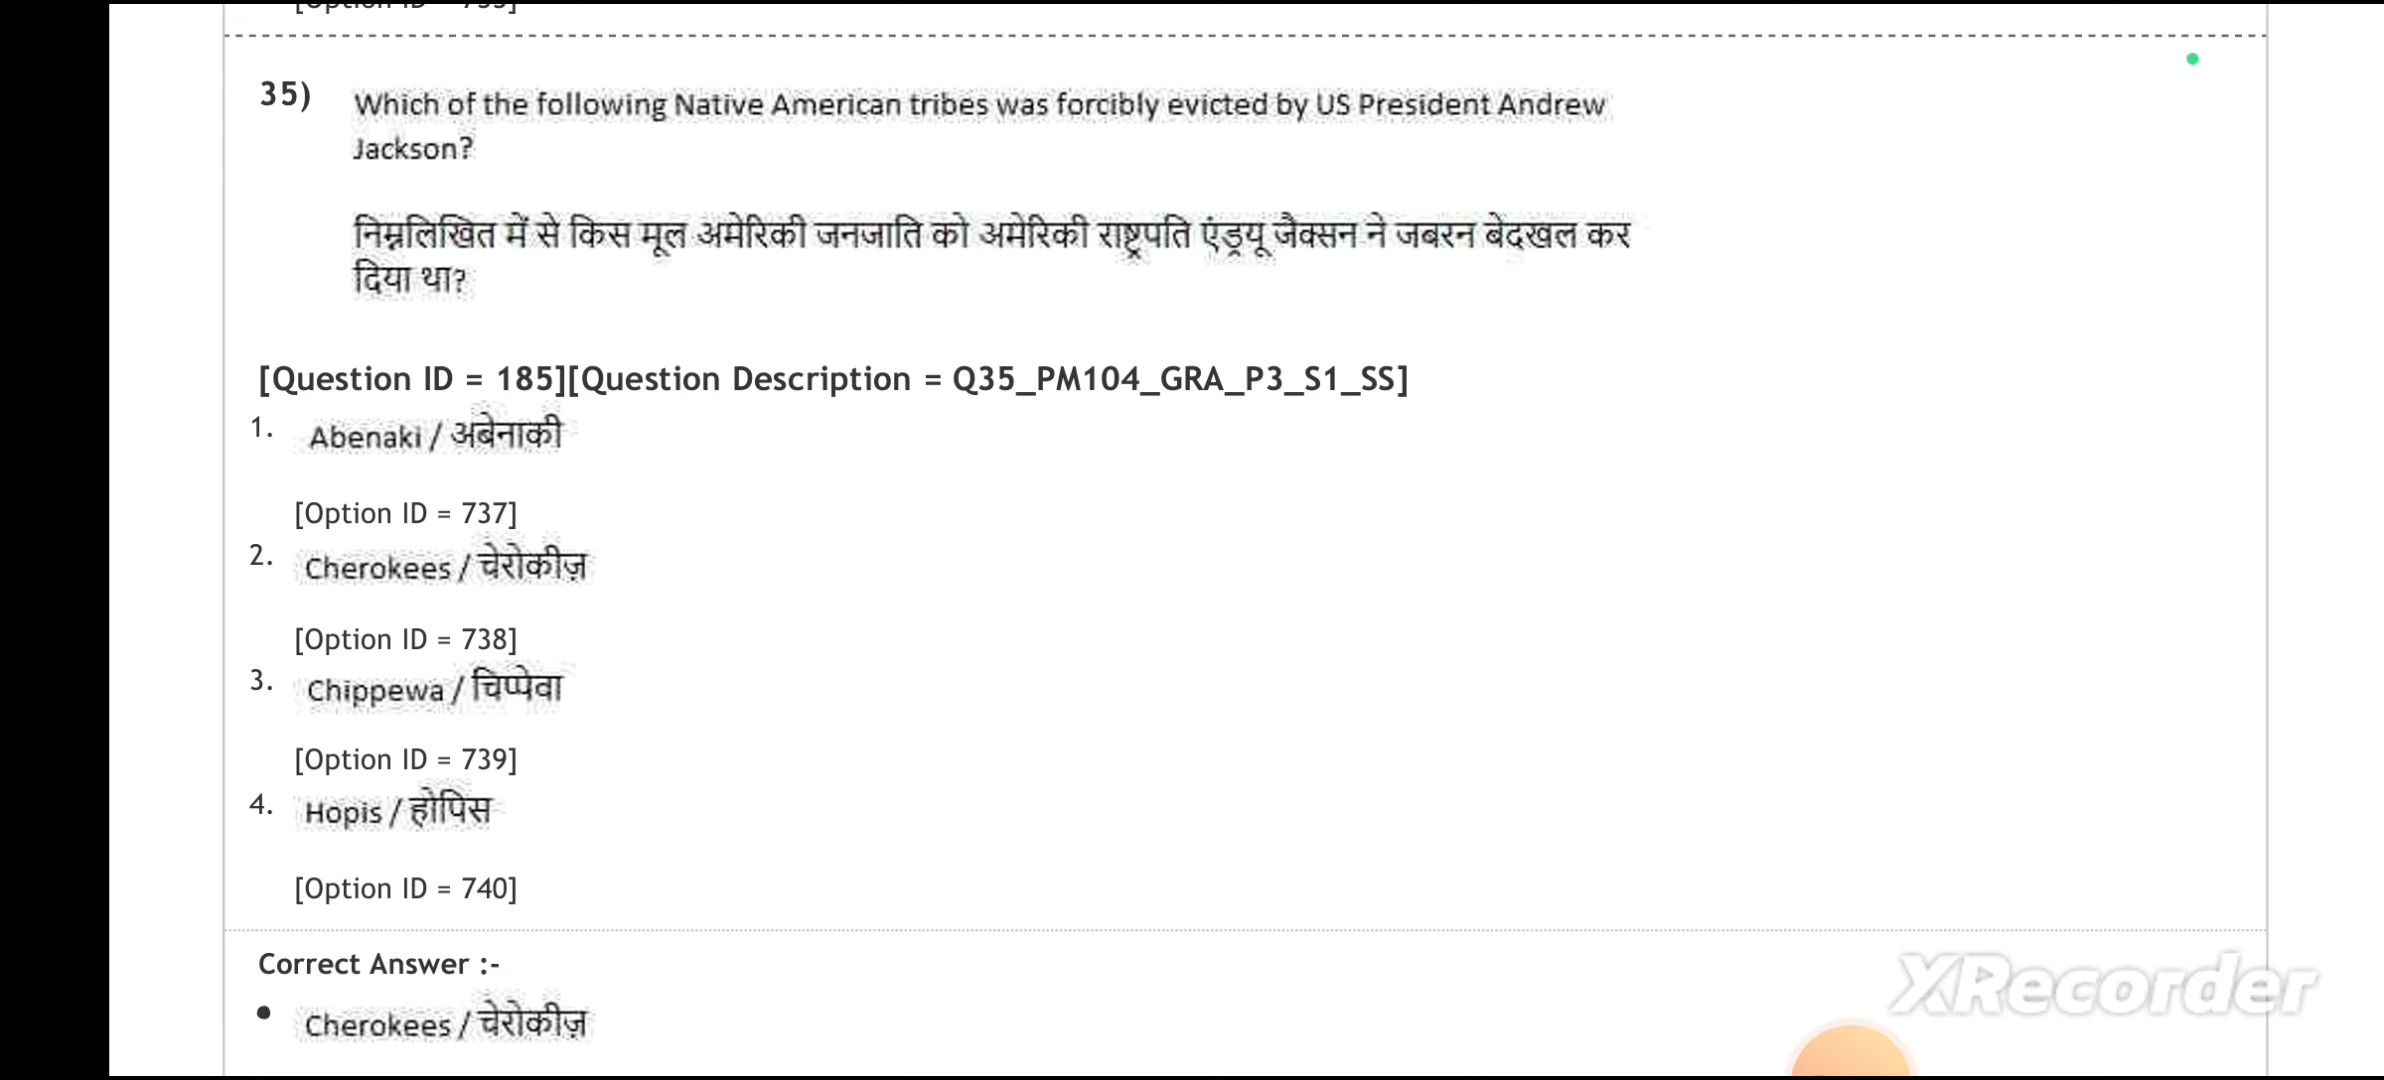 35) Which of the following Native American tribes was forcibly evicted by US President Andrew
Jackson?
निम्नलिखित में से किस मूल अमेरिकी जनजाति को अमेरिकी राष्ट्रपति एंड्रयू जैक्सन ने जबरन बेदखल कर
दिया था?
[Question ID = 185][Question Description = Q35_PM104_GRA_P3_S1_SS]
1. Abenaki / अबेनाकी
[Option ID = 737]
2. Cherokees / चेरोकीज़
[Option ID = 738]
3. Chippewa / चिप्पेवा
[Option ID = 739]
4. Hopis / होपिस
[Option ID = 740]
Correct Answer :-
• Cherokees / चेरोकीज़
XRecorder